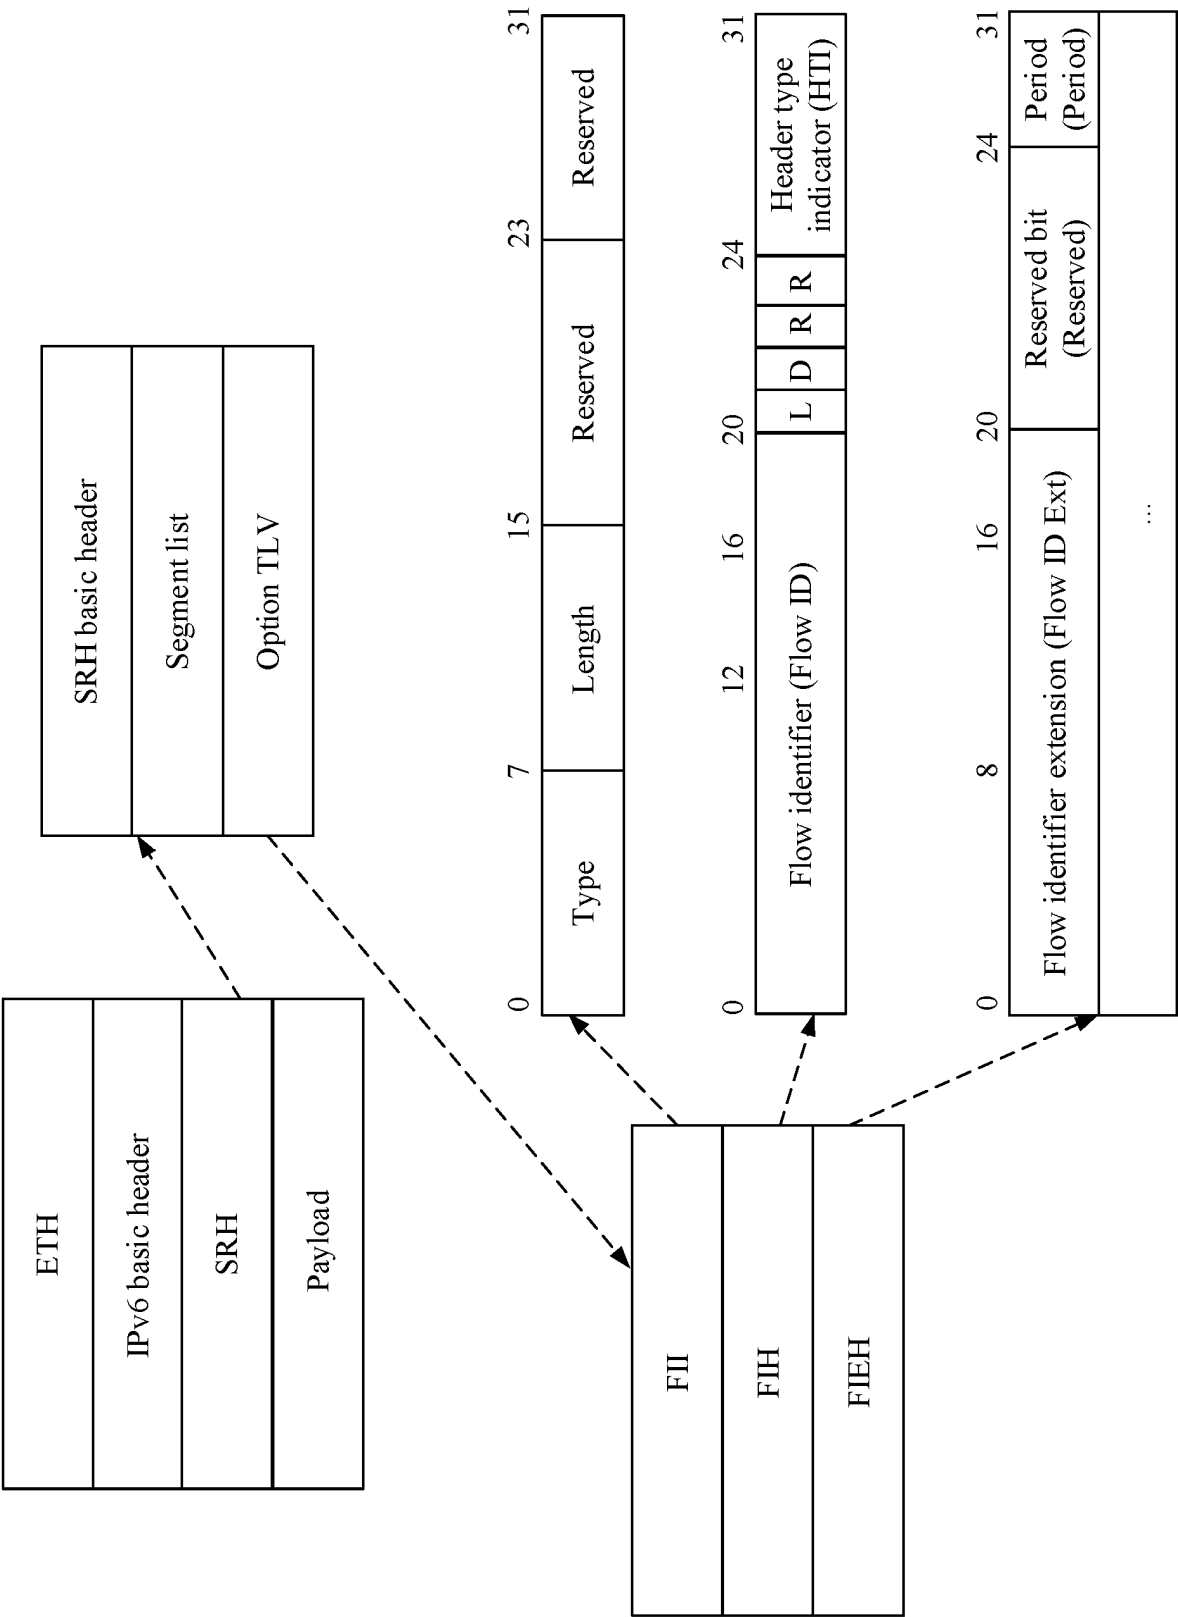 ETH
IPv6 basic header
SRH
Payload
SRH basic header
Segment list
Option TLV
FII
FIH
FIEH
0 7 15 23 31
Type Length Reserved Reserved
0 12 16 20 24 31
Flow identifier (Flow ID) L D R R Header type
indicator (HTI)
0 8 16 20 24 31
Flow identifier extension (Flow ID Ext) Reserved bit
(Reserved) Period
(Period)
...